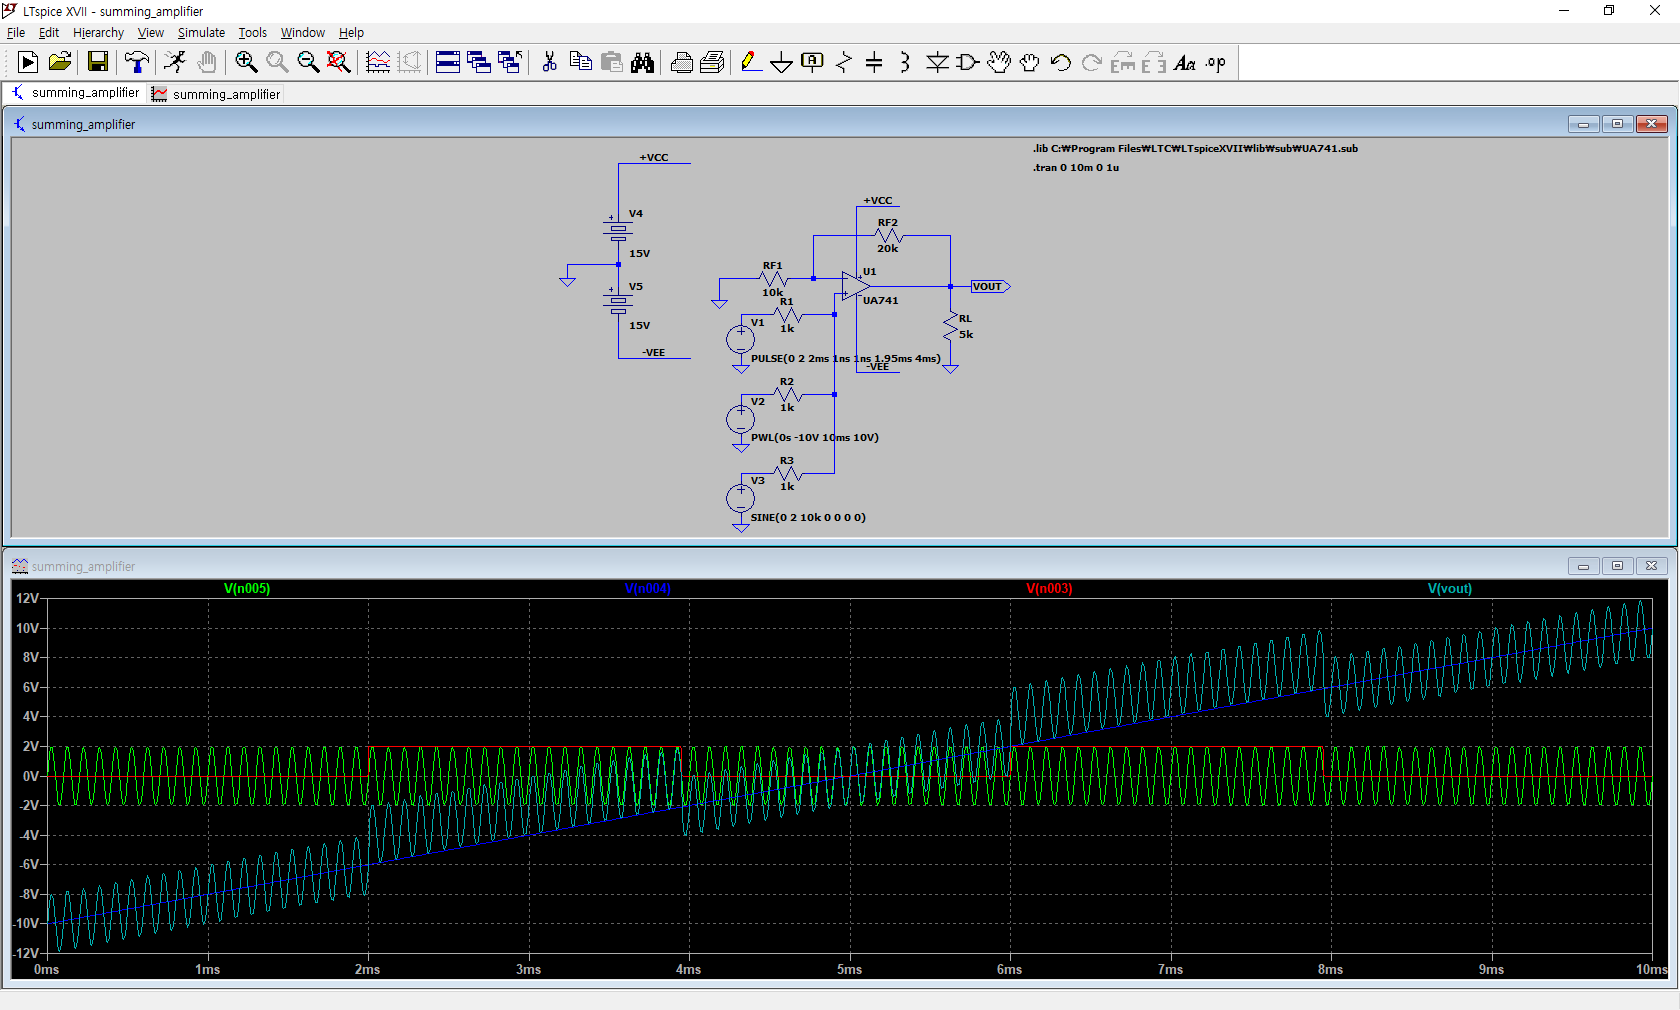 LTspice XVII - summing_amplifier
File Edit Hierarchy View Simulate Tools Window Help
summing_amplifier summing_amplifier
summing_amplifier
.lib C:₩Program Files₩LTC₩LTspiceXVII₩lib₩sub₩UA741.sub
.tran 0 10m 0 1u
+VCC
V4
15V
V5
15V
-VEE
+VCC
RF2
20k
RF1
10k
U1
UA741
VOUT
R1
1k
V1
PULSE(0 2 2ms 1ns 1ns 1.95ms 4ms)
-VEE
RL
5k
R2
1k
V2
PWL(0s -10V 10ms 10V)
R3
1k
V3
SINE(0 2 10k 0 0 0 0)
summing_amplifier
V(n005) V(n004) V(n003) V(vout)
12V
10V
8V
6V
4V
2V
0V
-2V
-4V
-6V
-8V
-10V
-12V
0ms 1ms 2ms 3ms 4ms 5ms 6ms 7ms 8ms 9ms 10ms